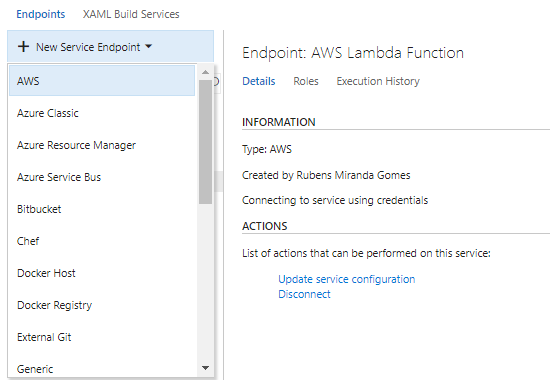 Endpoints XAML Build Services
New Service Endpoint
AWS
Azure Classic
Azure Resource Manager
Azure Service Bus
Bitbucket
Chef
Docker Host
Docker Registry
External Git
Generic
Endpoint: AWS Lambda Function
Details Roles Execution History
INFORMATION
Type: AWS
Created by Rubens Miranda Gomes
Connecting to service using credentials
ACTIONS
List of actions that can be performed on this service:
Update service configuration
Disconnect